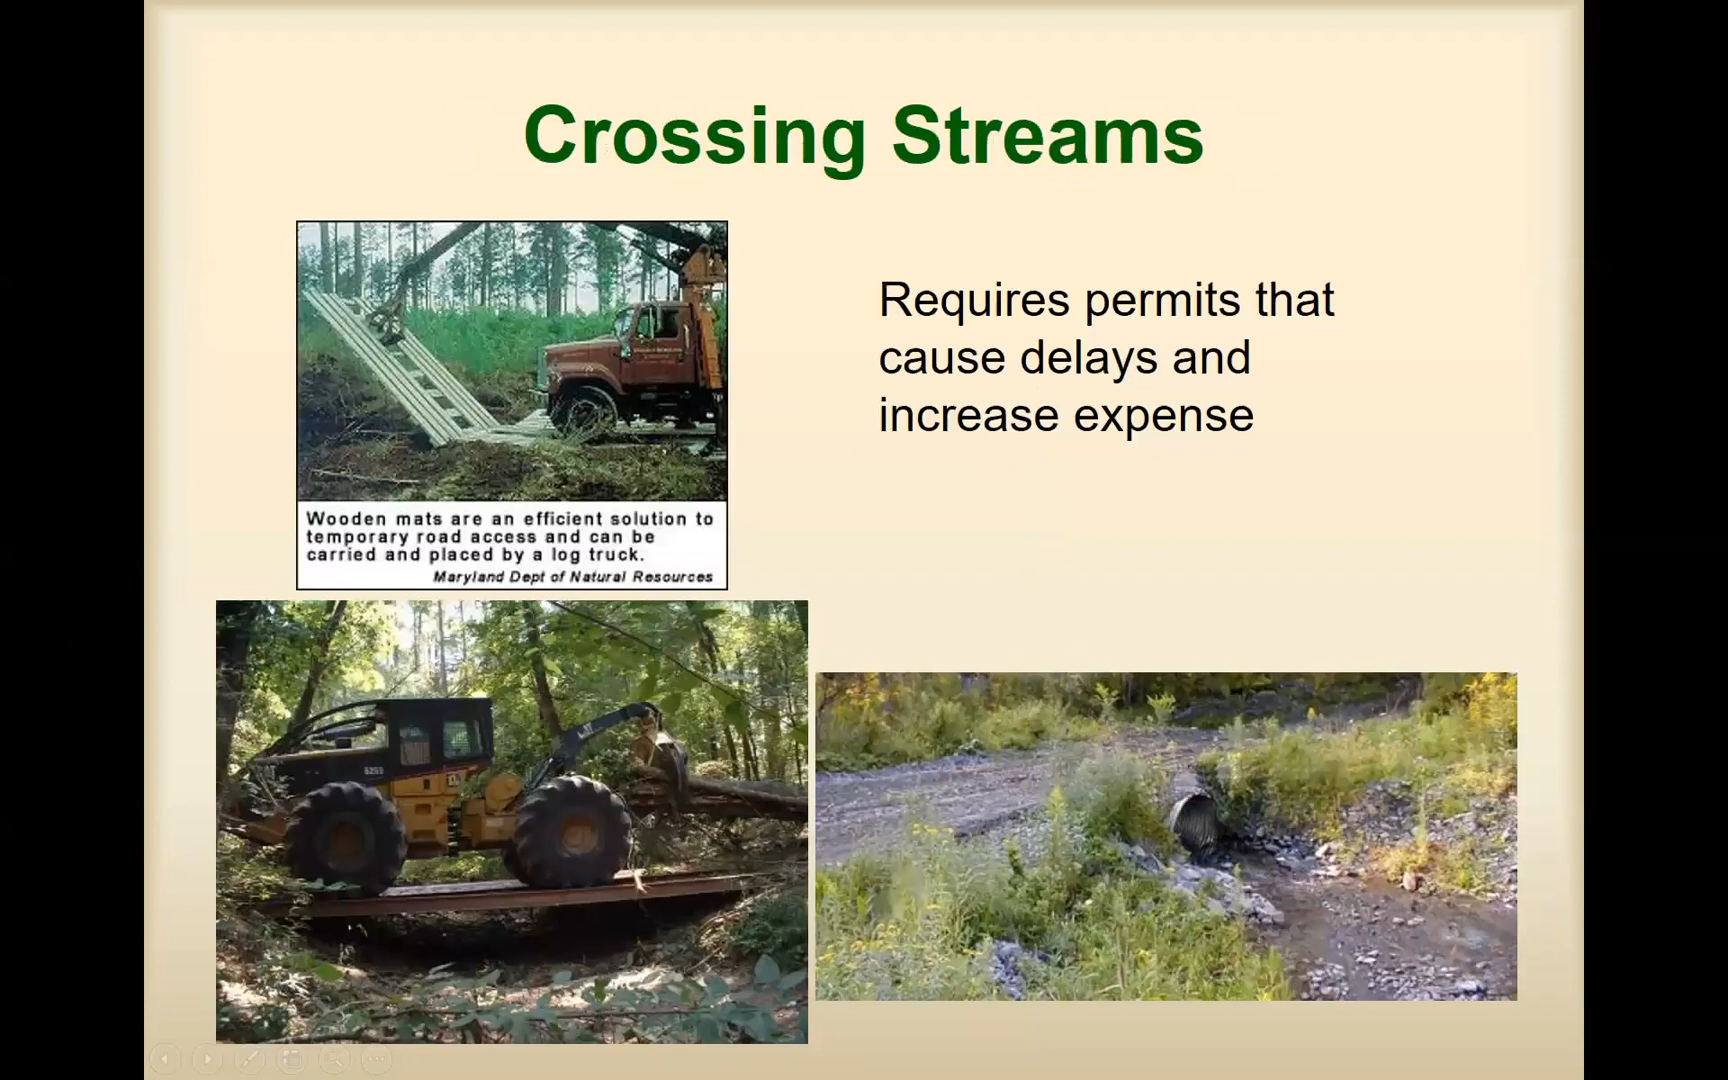 Crossing Streams
Requires permits that
cause delays and
increase expense
Wooden mats are an efficient solution to
temporary road access and can be
carried and placed by a log truck.
Maryland Dept of Natural Resources